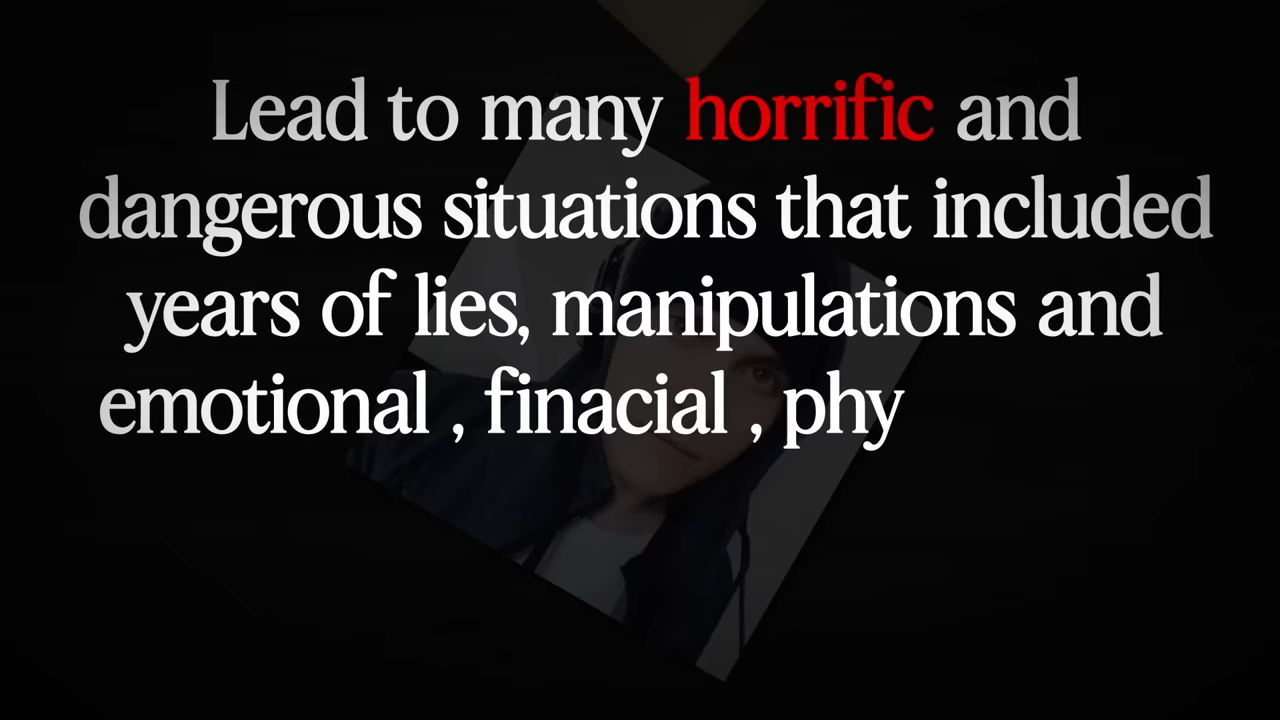 Lead to many horrific and
dangerous situations that included
years of lies, manipulations and
emotional , finacial , phy